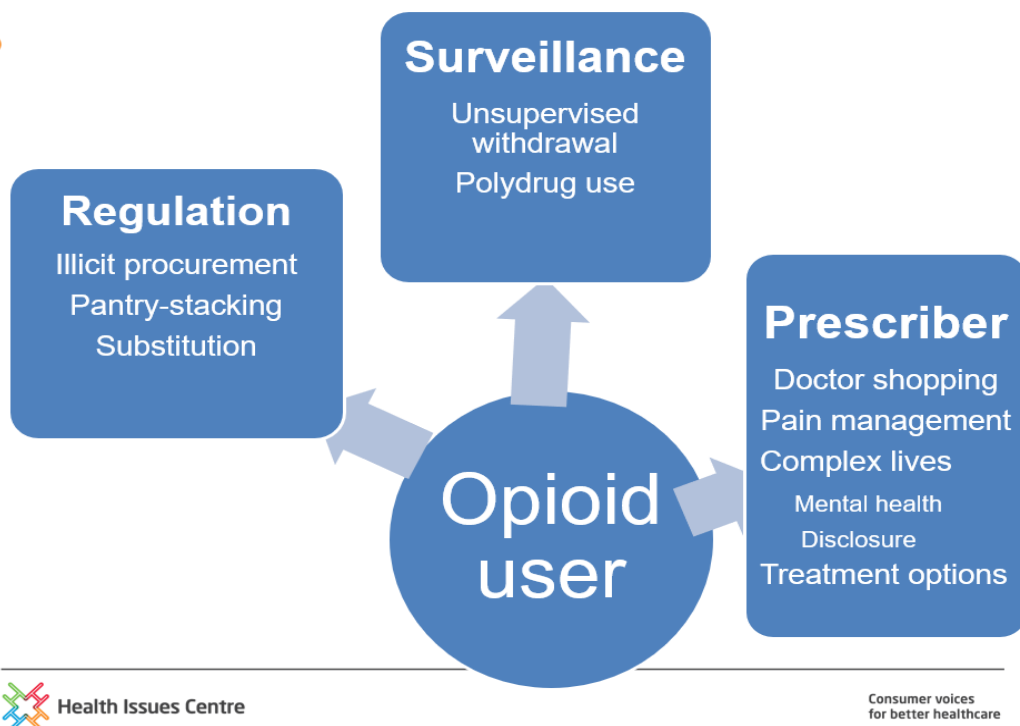 Surveillance
Unsupervised
withdrawal
Polydrug use
Regulation
Illicit procurement
Pantry-stacking
Substitution
Prescriber
Doctor shopping
Pain management
Complex lives
Mental health
Disclosure
Treatment options
Opioid
user
Health Issues Centre
Consumer voices
for better healthcare